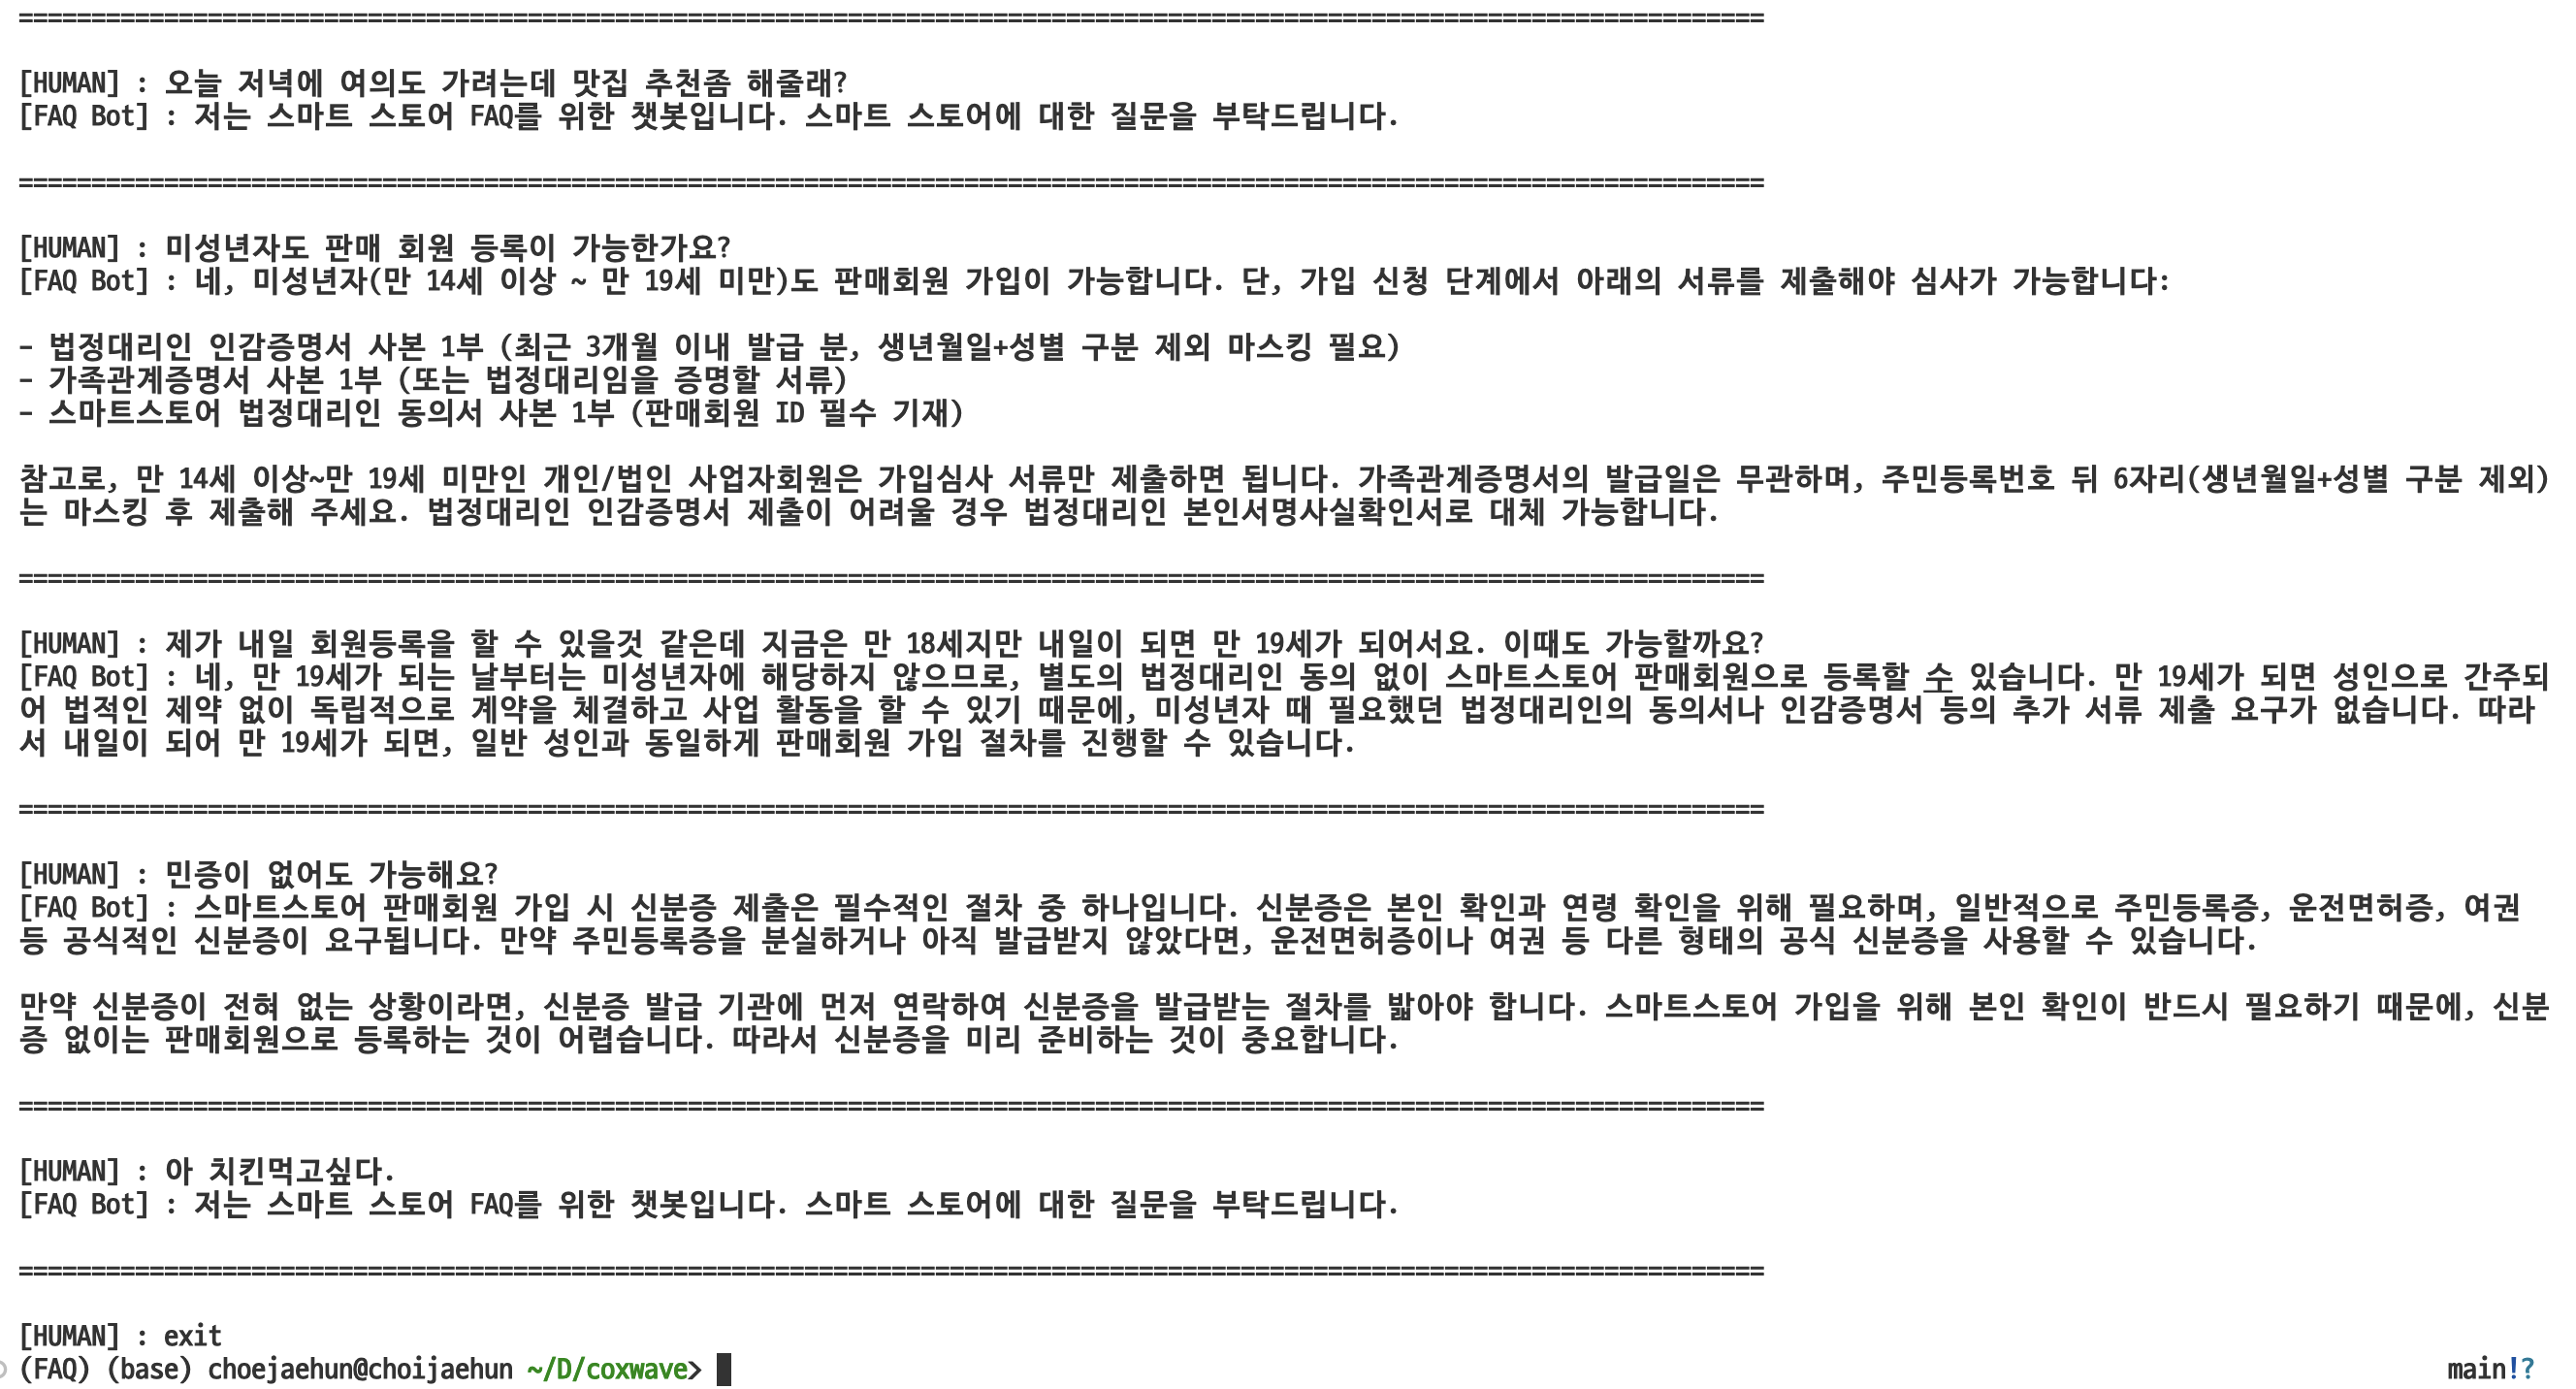 ========================================================================================================================
[HUMAN] : 오늘 저녁에 여의도 가려는데 맛집 추천좀 해줄래?
[FAQ Bot] : 저는 스마트 스토어 FAQ를 위한 챗봇입니다. 스마트 스토어에 대한 질문을 부탁드립니다.
========================================================================================================================
[HUMAN] : 미성년자도 판매 회원 등록이 가능한가요?
[FAQ Bot] : 네, 미성년자(만 14세 이상 ~ 만 19세 미만)도 판매회원 가입이 가능합니다. 단, 가입 신청 단계에서 아래의 서류를 제출해야 심사가 가능합니다:
- 법정대리인 인감증명서 사본 1부 (최근 3개월 이내 발급 분, 생년월일+성별 구분 제외 마스킹 필요)
- 가족관계증명서 사본 1부 (또는 법정대리임을 증명할 서류)
- 스마트스토어 법정대리인 동의서 사본 1부 (판매회원 ID 필수 기재)
참고로, 만 14세 이상~만 19세 미만인 개인/법인 사업자회원은 가입심사 서류만 제출하면 됩니다. 가족관계증명서의 발급일은 무관하며, 주민등록번호 뒤 6자리(생년월일+성별 구분 제외)
는 마스킹 후 제출해 주세요. 법정대리인 인감증명서 제출이 어려울 경우 법정대리인 본인서명사실확인서로 대체 가능합니다.
========================================================================================================================
[HUMAN] : 제가 내일 회원등록을 할 수 있을것 같은데 지금은 만 18세지만 내일이 되면 만 19세가 되어서요. 이때도 가능할까요?
[FAQ Bot] : 네, 만 19세가 되는 날부터는 미성년자에 해당하지 않으므로, 별도의 법정대리인 동의 없이 스마트스토어 판매회원으로 등록할 수 있습니다. 만 19세가 되면 성인으로 간주되
어 법적인 제약 없이 독립적으로 계약을 체결하고 사업 활동을 할 수 있기 때문에, 미성년자 때 필요했던 법정대리인의 동의서나 인감증명서 등의 추가 서류 제출 요구가 없습니다. 따라
서 내일이 되어 만 19세가 되면, 일반 성인과 동일하게 판매회원 가입 절차를 진행할 수 있습니다.
========================================================================================================================
[HUMAN] : 민증이 없어도 가능해요?
[FAQ Bot] : 스마트스토어 판매회원 가입 시 신분증 제출은 필수적인 절차 중 하나입니다. 신분증은 본인 확인과 연령 확인을 위해 필요하며, 일반적으로 주민등록증, 운전면허증, 여권
등 공식적인 신분증이 요구됩니다. 만약 주민등록증을 분실하거나 아직 발급받지 않았다면, 운전면허증이나 여권 등 다른 형태의 공식 신분증을 사용할 수 있습니다.
만약 신분증이 전혀 없는 상황이라면, 신분증 발급 기관에 먼저 연락하여 신분증을 발급받는 절차를 밟아야 합니다. 스마트스토어 가입을 위해 본인 확인이 반드시 필요하기 때문에, 신분
증 없이는 판매회원으로 등록하는 것이 어렵습니다. 따라서 신분증을 미리 준비하는 것이 중요합니다.
========================================================================================================================
[HUMAN] : 아 치킨먹고싶다.
[FAQ Bot] : 저는 스마트 스토어 FAQ를 위한 챗봇입니다. 스마트 스토어에 대한 질문을 부탁드립니다.
========================================================================================================================
[HUMAN] : exit
(FAQ) (base) choejaehun@choijaehun ~/D/coxwave> main!?